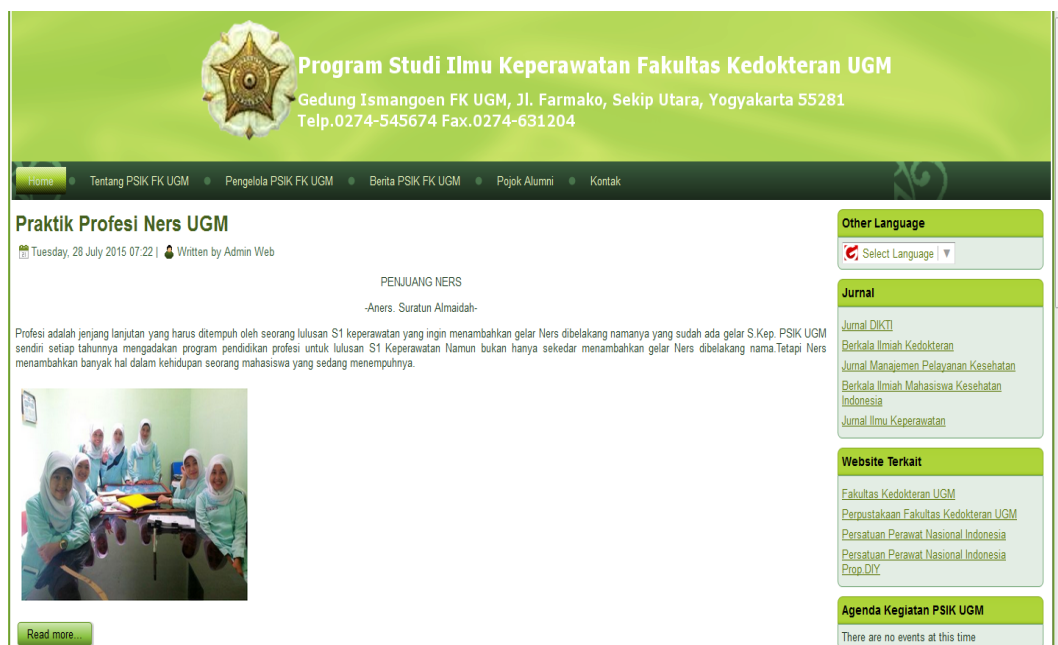 Program Studi Ilmu Keperawatan Fakultas Kedokteran UGM
Gedung Ismangoen FK UGM, Jl. Farmako, Sekip Utara, Yogyakarta 55281
Telp.0274-545674 Fax.0274-631204
Home Tentang PSIK FK UGM Pengelola PSIK FK UGM Berita PSIK FK UGM Pojok Alumni Kontak
Praktik Profesi Ners UGM
Tuesday, 28 July 2015 07:22 | Written by Admin Web
PENJUANG NERS
-Aners. Suratun Almaidah-
Profesi adalah jenjang lanjutan yang harus ditempuh oleh seorang lulusan S1 keperawatan yang ingin menambahkan gelar Ners dibelakang namanya yang sudah ada gelar S.Kep. PSIK UGM
sendiri setiap tahunnya mengadakan program pendidikan profesi untuk lulusan S1 Keperawatan Namun bukan hanya sekedar menambahkan gelar Ners dibelakang nama.Tetapi Ners
menambahkan banyak hal dalam kehidupan seorang mahasiswa yang sedang menempuhnya.
Read more...
Other Language
Select Language ▼
Jurnal
Jurnal DIKTI
Berkala Ilmiah Kedokteran
Jurnal Manajemen Pelayanan Kesehatan
Berkala Ilmiah Mahasiswa Kesehatan
Indonesia
Jurnal Ilmu Keperawatan
Website Terkait
Fakultas Kedokteran UGM
Perpustakaan Fakultas Kedokteran UGM
Persatuan Perawat Nasional Indonesia
Persatuan Perawat Nasional Indonesia
Prop.DIY
Agenda Kegiatan PSIK UGM
There are no events at this time